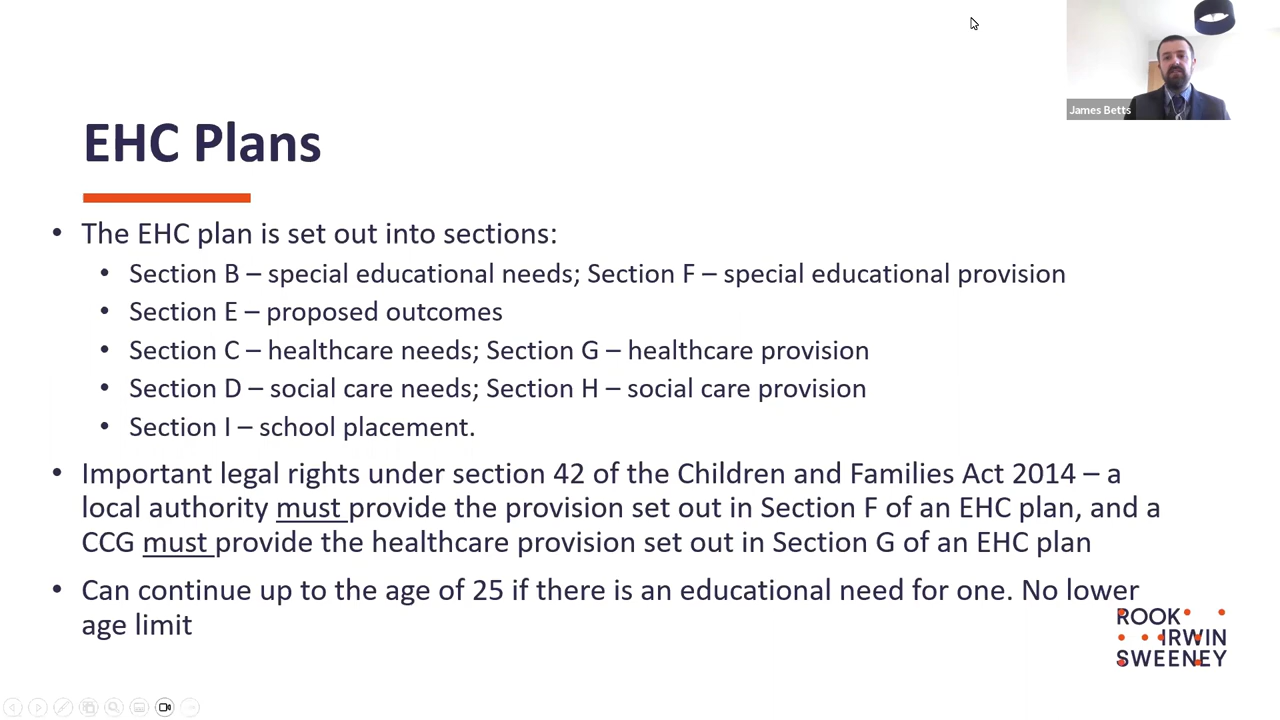 James Betts
EHC Plans
• The EHC plan is set out into sections:
• Section B – special educational needs; Section F – special educational provision
• Section E – proposed outcomes
• Section C – healthcare needs; Section G – healthcare provision
• Section D – social care needs; Section H – social care provision
• Section I – school placement.
• Important legal rights under section 42 of the Children and Families Act 2014 – a
local authority must provide the provision set out in Section F of an EHC plan, and a
CCG must provide the healthcare provision set out in Section G of an EHC plan
• Can continue up to the age of 25 if there is an educational need for one. No lower
age limit
ROOK
IRWIN
SWEENEY